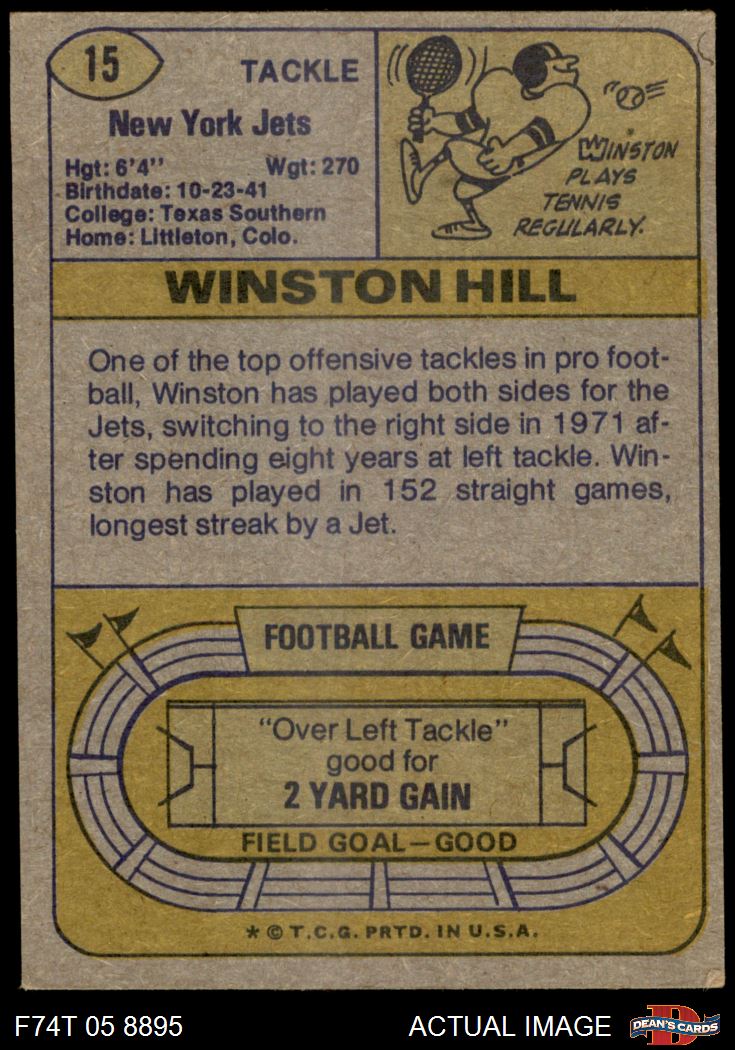 15
TACKLE
New York Jets
Hgt: 6'4" Wgt: 270
Birthdate: 10-23-41
College: Texas Southern
Home: Littleton, Colo.
WINSTON
PLAYS
TENNIS
REGULARLY.
WINSTON HILL
One of the top offensive tackles in pro foot-
ball, Winston has played both sides for the
Jets, switching to the right side in 1971 af-
ter spending eight years at left tackle. Win-
ston has played in 152 straight games,
longest streak by a Jet.
FOOTBALL GAME
"Over Left Tackle"
good for
2 YARD GAIN
FIELD GOAL—GOOD
* © T.C.G. PRTD. IN U.S.A.
F74T 05 8895
ACTUAL IMAGE
D
DEAN'S CARDS